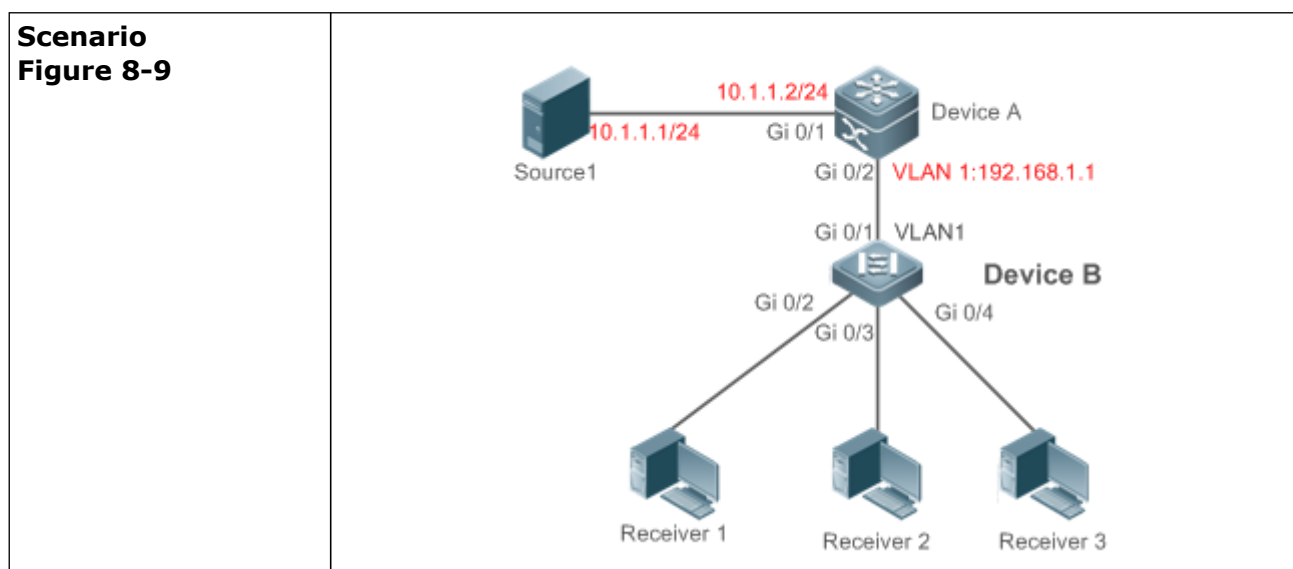 Scenario
Figure 8-9
10.1.1.2/24
Device A
10.1.1.1/24
Gi 0/1
Source1
Gi 0/2
VLAN 1:192.168.1.1
Gi 0/1
VLAN1
Device B
Gi 0/2
Gi 0/3
Gi 0/4
Receiver 1
Receiver 2
Receiver 3